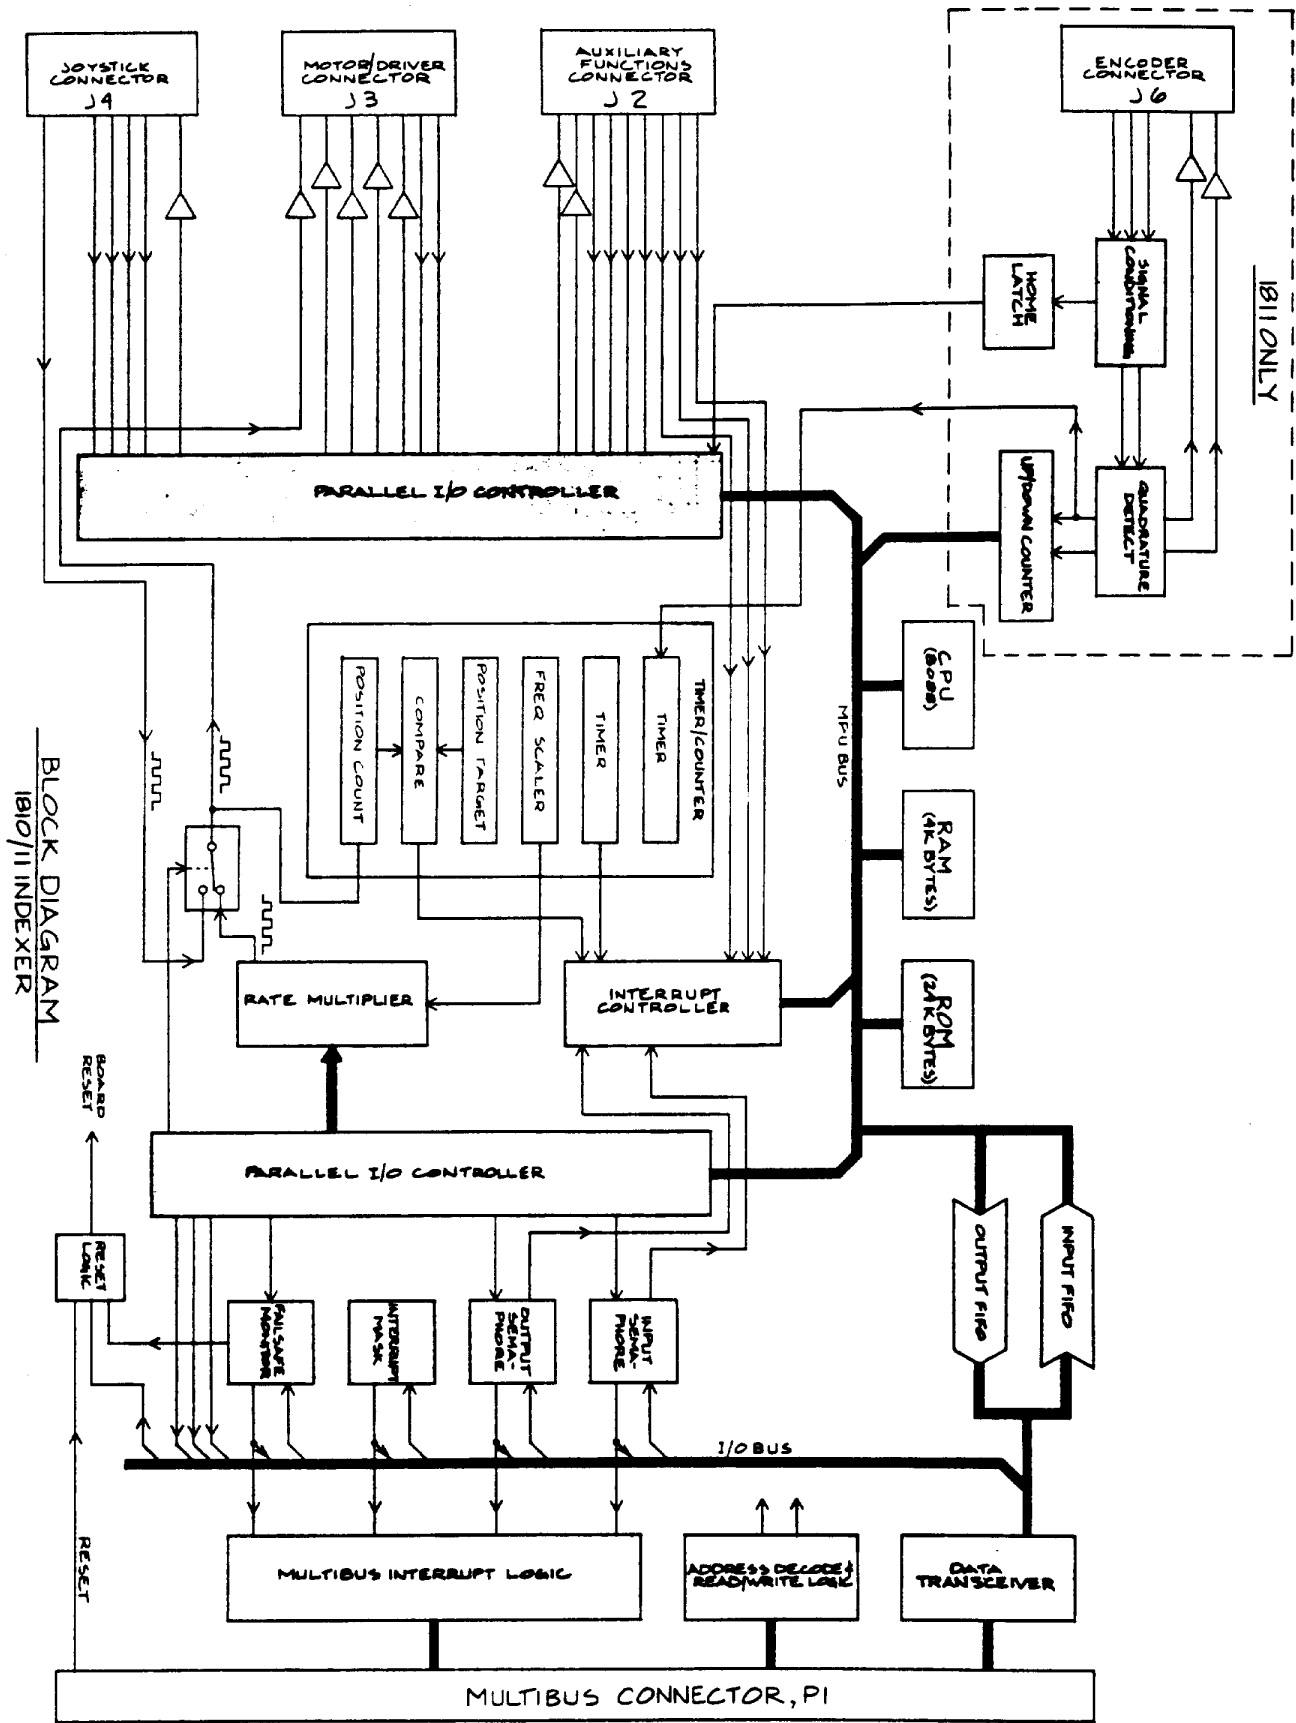 JOYSTICK
CONNECTOR
J4
MOTOR/DRIVER
CONNECTOR
J3
AUXILIARY
FUNCTIONS
CONNECTOR
J2
ENCODER
CONNECTOR
J6
1811 ONLY
SIGNAL
CONDITIONING
HOME
LATCH
QUADRATURE
DETECT
UP/DOWN COUNTER
PARALLEL I/O CONTROLLER
TIMER/COUNTER
POSITION COUNT
COMPARE
POSITION TARGET
FREQ SCALER
TIMER
TIMER
MPU BUS
CPU
(8088)
RAM
(4K BYTES)
ROM
(24K BYTES)
RATE MULTIPLIER
INTERRUPT
CONTROLLER
BLOCK DIAGRAM
1810/11 INDEXER
BOARD
RESET
PARALLEL I/O CONTROLLER
OUTPUT FIFO
INPUT FIFO
RESET
LOGIC
FAILSAFE
MONITOR
INTERRUPT
MASK
OUTPUT
SEMA-
PHORE
INPUT
SEMA-
PHORE
I/O BUS
RESET
MULTIBUS INTERRUPT LOGIC
ADDRESS DECODE &
READ/WRITE LOGIC
DATA
TRANSCEIVER
MULTIBUS CONNECTOR, P1